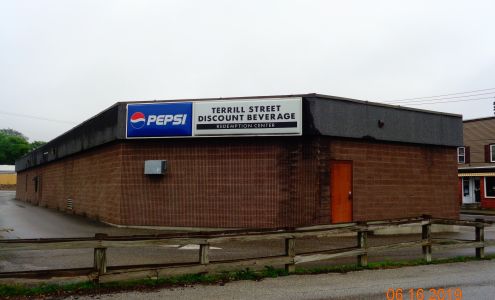 PEPSI
TERRILL STREET
DISCOUNT BEVERAGE
REDEMPTION CENTER
06 16 2019